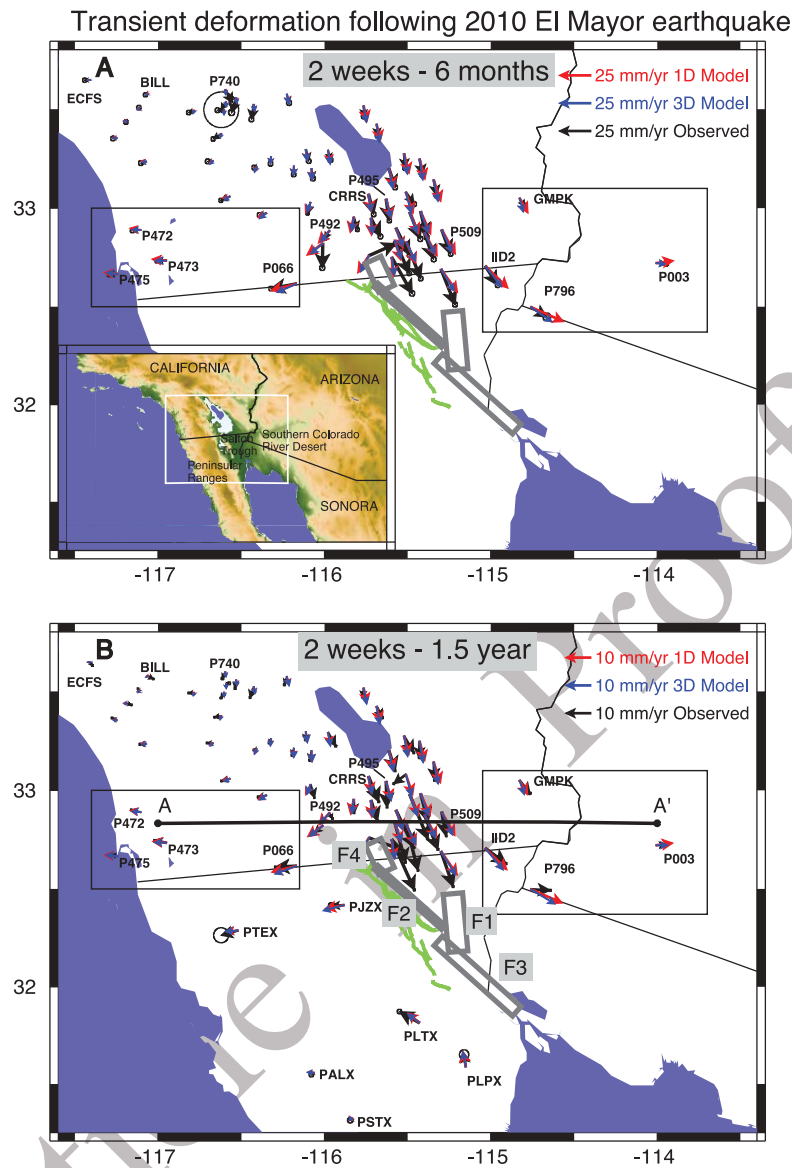 Transient deformation following 2010 El Mayor earthquake
A
2 weeks - 6 months
25 mm/yr 1D Model
25 mm/yr 3D Model
25 mm/yr Observed
ECFS
BILL
P740
P495
CRRS
P492
P509
GMPK
IID2
P003
P796
P472
P473
P475
P066
33
32
CALIFORNIA
ARIZONA
Salton
Trough
Southern Colorado
River Desert
Peninsular
Ranges
SONORA
-117
-116
-115
-114
B
2 weeks - 1.5 year
10 mm/yr 1D Model
10 mm/yr 3D Model
10 mm/yr Observed
ECFS
BILL
P740
P495
CRRS
P492
P509
GMPK
A
A'
P472
P473
P475
P066
IID2
P003
P796
F4
F2
F1
F3
PJZX
PTEX
PLTX
PLPX
PALX
PSTX
33
32
-117
-116
-115
-114
in Proof